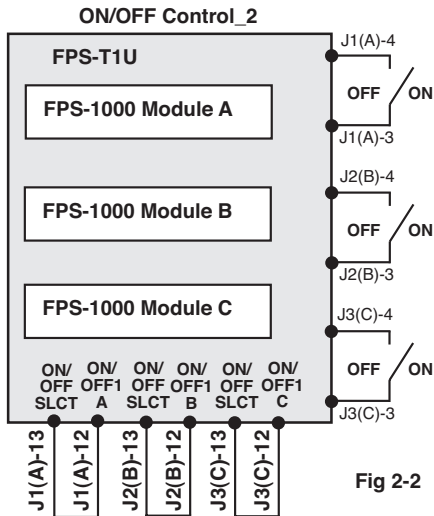 ON/OFF Control_2
FPS-T1U
J1(A)-4
FPS-1000 Module A
OFF
ON
J1(A)-3
J2(B)-4
FPS-1000 Module B
OFF
ON
J2(B)-3
FPS-1000 Module C
J3(C)-4
OFF
ON
J3(C)-3
ON/
OFF
SLCT
ON/
OFF1
A
ON/
OFF
SLCT
ON/
OFF1
B
ON/
OFF
SLCT
ON/
OFF1
C
J1(A)-13
J1(A)-12
J2(B)-13
J2(B)-12
J3(C)-13
J3(C)-12
Fig 2-2